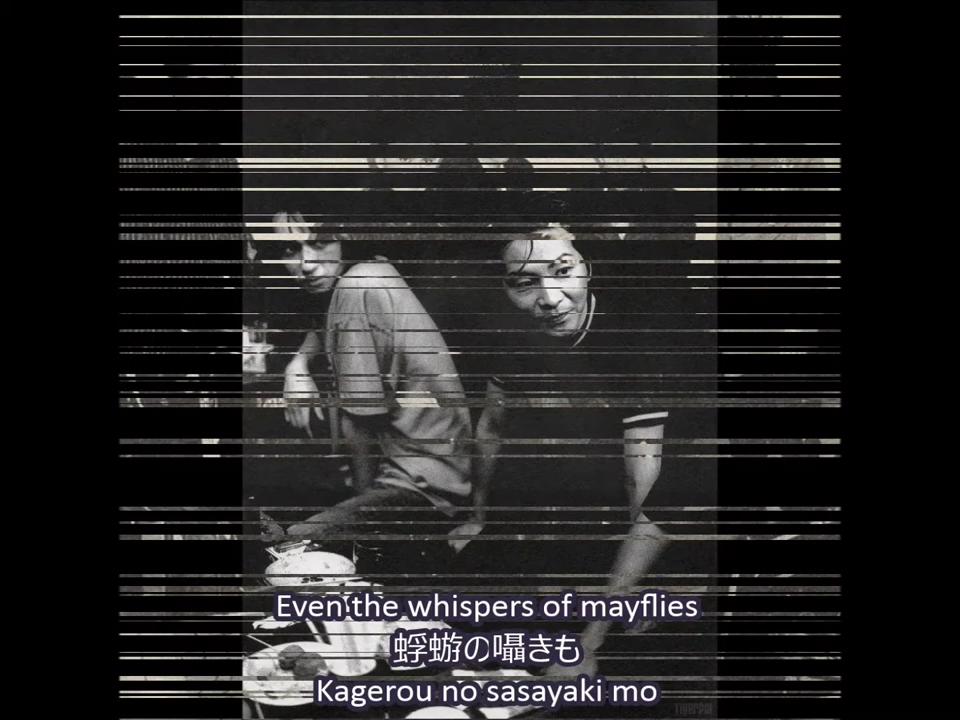 Even the whispers of mayflies
蜉蝣の囁きも
Kagerou no sasayaki mo